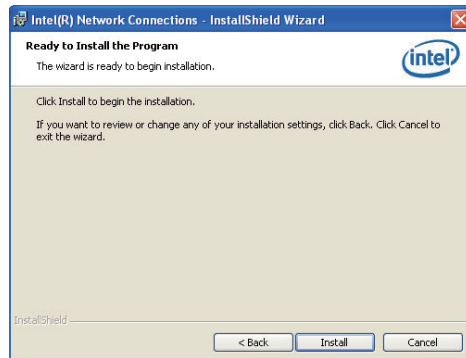 Intel(R) Network Connections - InstallShield Wizard
Ready to Install the Program
The wizard is ready to begin installation.
intel
Click Install to begin the installation.
If you want to review or change any of your installation settings, click Back. Click Cancel to
exit the wizard.
InstallShield
< Back
Install
Cancel